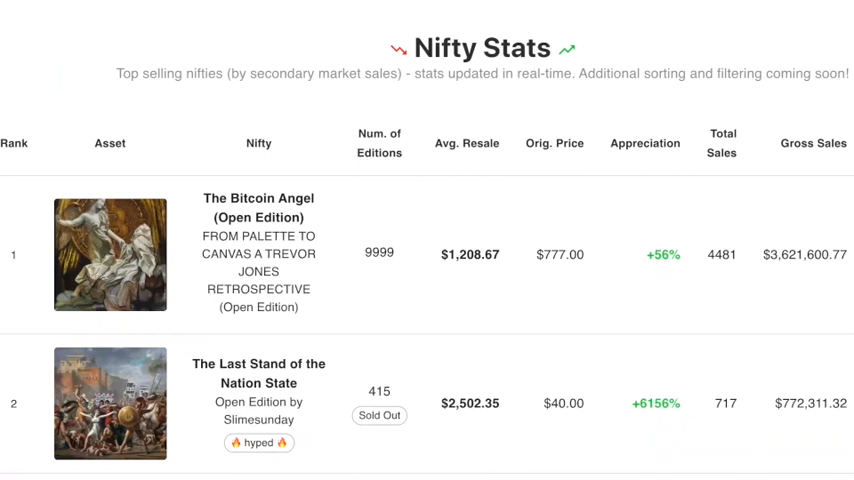 Nifty Stats
Top selling nifties (by secondary market sales) - stats updated in real-time. Additional sorting and filtering coming soon!
Rank Asset Nifty Num. of Editions Avg. Resale Orig. Price Appreciation Total Sales Gross Sales
1
The Bitcoin Angel
(Open Edition)
FROM PALETTE TO
CANVAS A TREVOR
JONES
RETROSPECTIVE
(Open Edition)
9999 $1,208.67 $777.00 +56% 4481 $3,621,600.77
2
The Last Stand of the
Nation State
Open Edition by
Slimesunday
🔥 hyped 🔥
415
Sold Out
$2,502.35 $40.00 +6156% 717 $772,311.32